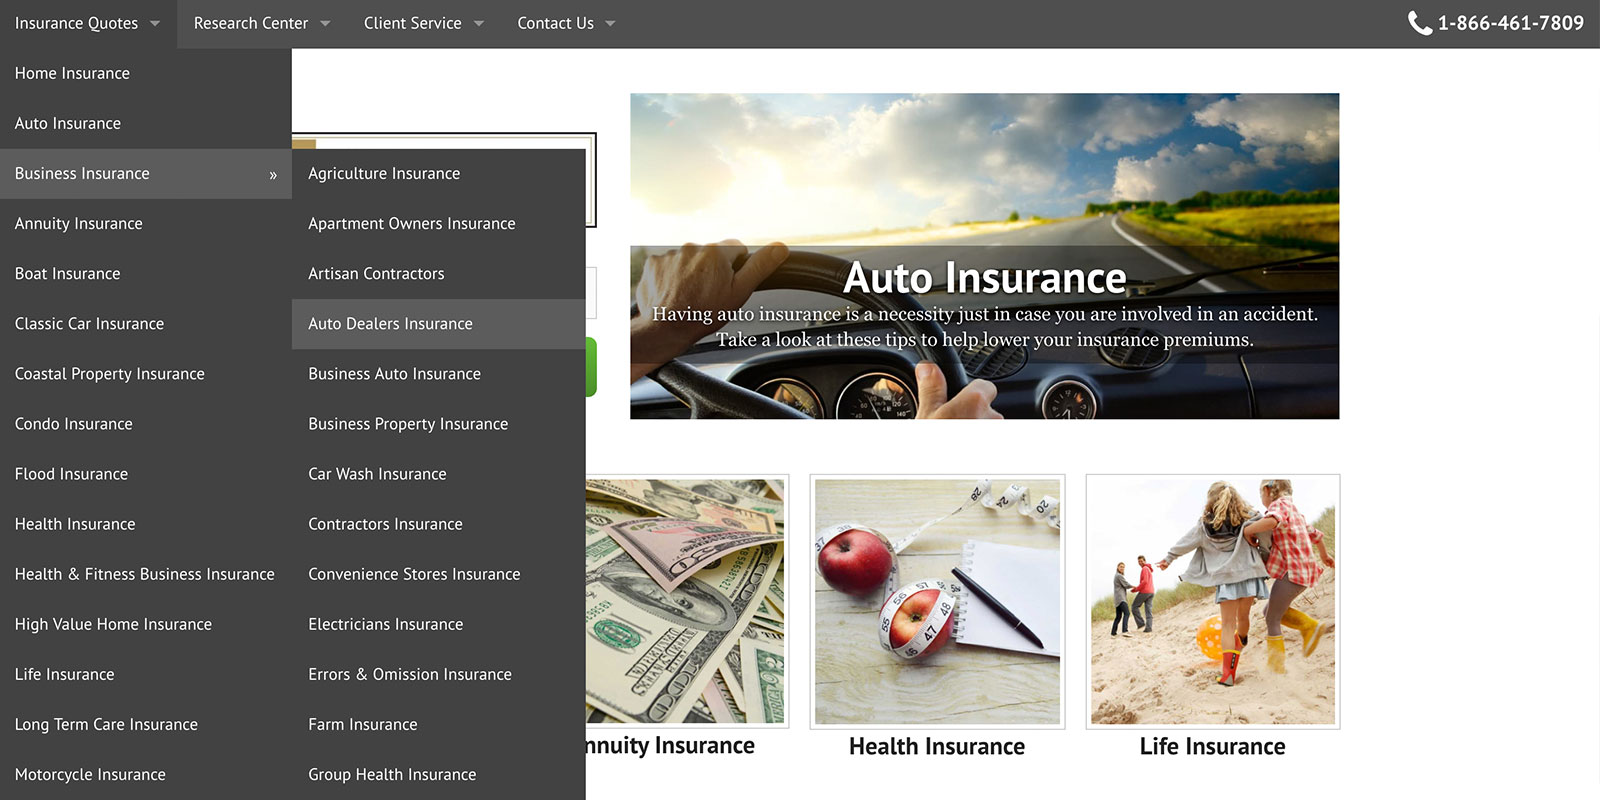 Insurance Quotes
Research Center
Client Service
Contact Us
1-866-461-7809
Home Insurance
Auto Insurance
Business Insurance »
Annuity Insurance
Boat Insurance
Classic Car Insurance
Coastal Property Insurance
Condo Insurance
Flood Insurance
Health Insurance
Health & Fitness Business Insurance
High Value Home Insurance
Life Insurance
Long Term Care Insurance
Motorcycle Insurance
Agriculture Insurance
Apartment Owners Insurance
Artisan Contractors
Auto Dealers Insurance
Business Auto Insurance
Business Property Insurance
Car Wash Insurance
Contractors Insurance
Convenience Stores Insurance
Electricians Insurance
Errors & Omission Insurance
Farm Insurance
Group Health Insurance
Auto Insurance
Having auto insurance is a necessity just in case you are involved in an accident.
Take a look at these tips to help lower your insurance premiums.
nnuity Insurance
Health Insurance
Life Insurance